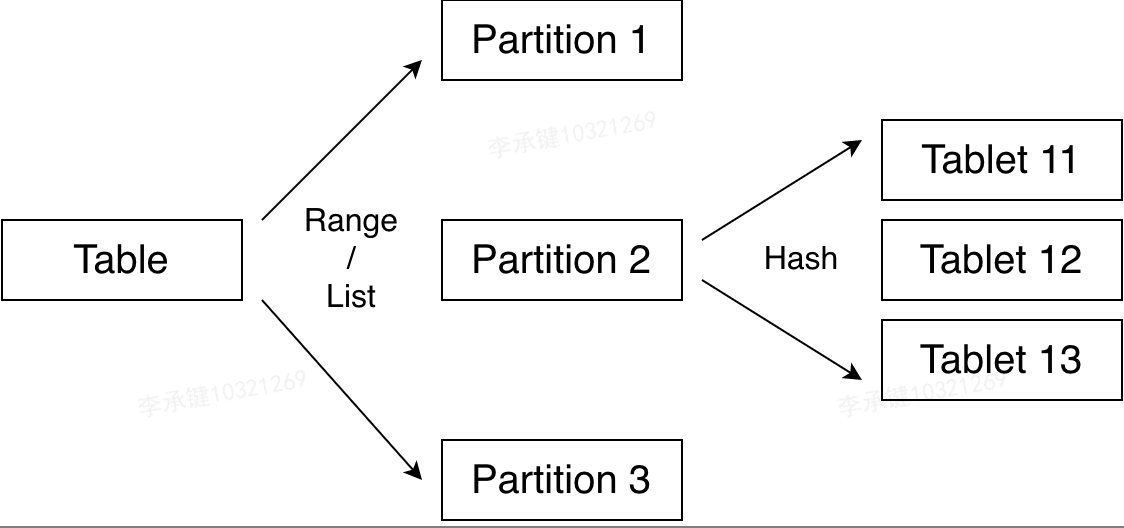 Partition 1
李承键10321269
Tablet 11
Range
/
List
Table
Partition 2
Hash
Tablet 12
Tablet 13
李承键10321269
李承键10321269
Partition 3